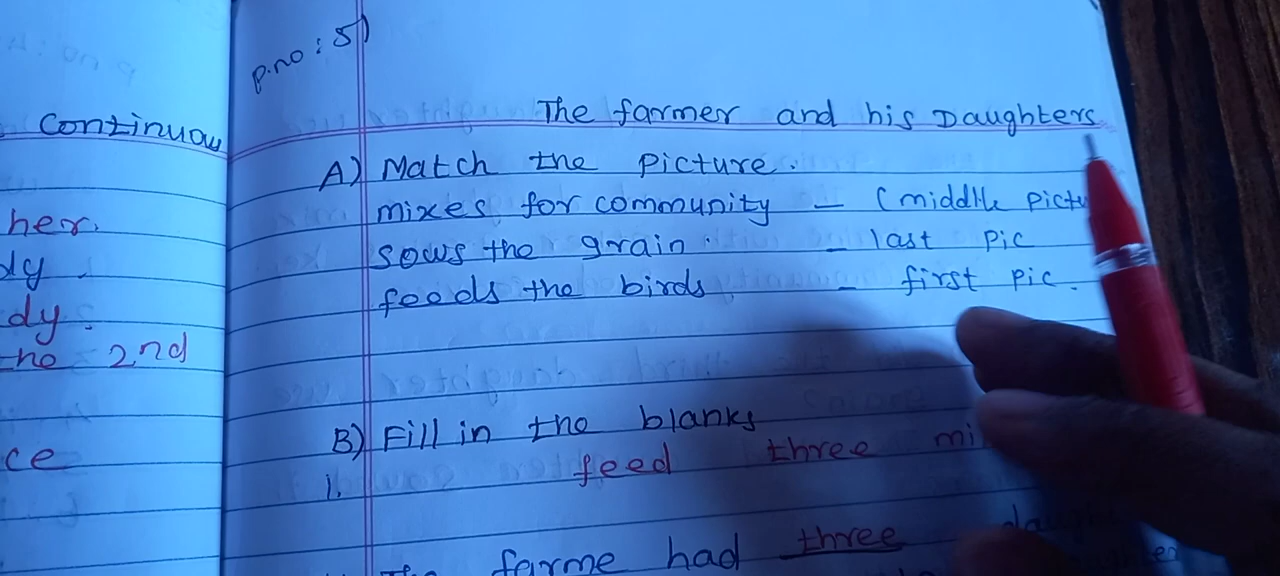 Continuou
her.
dy.
dy.
the 2nd
ce
p.no: 5)
The farmer and his Daughters
A) Match the picture.
mixes for community - (middle pictu
sows the grain. - last pic
feeds the birds - first pic.
B) Fill in the blanks
1. feed three mi
The farme had three